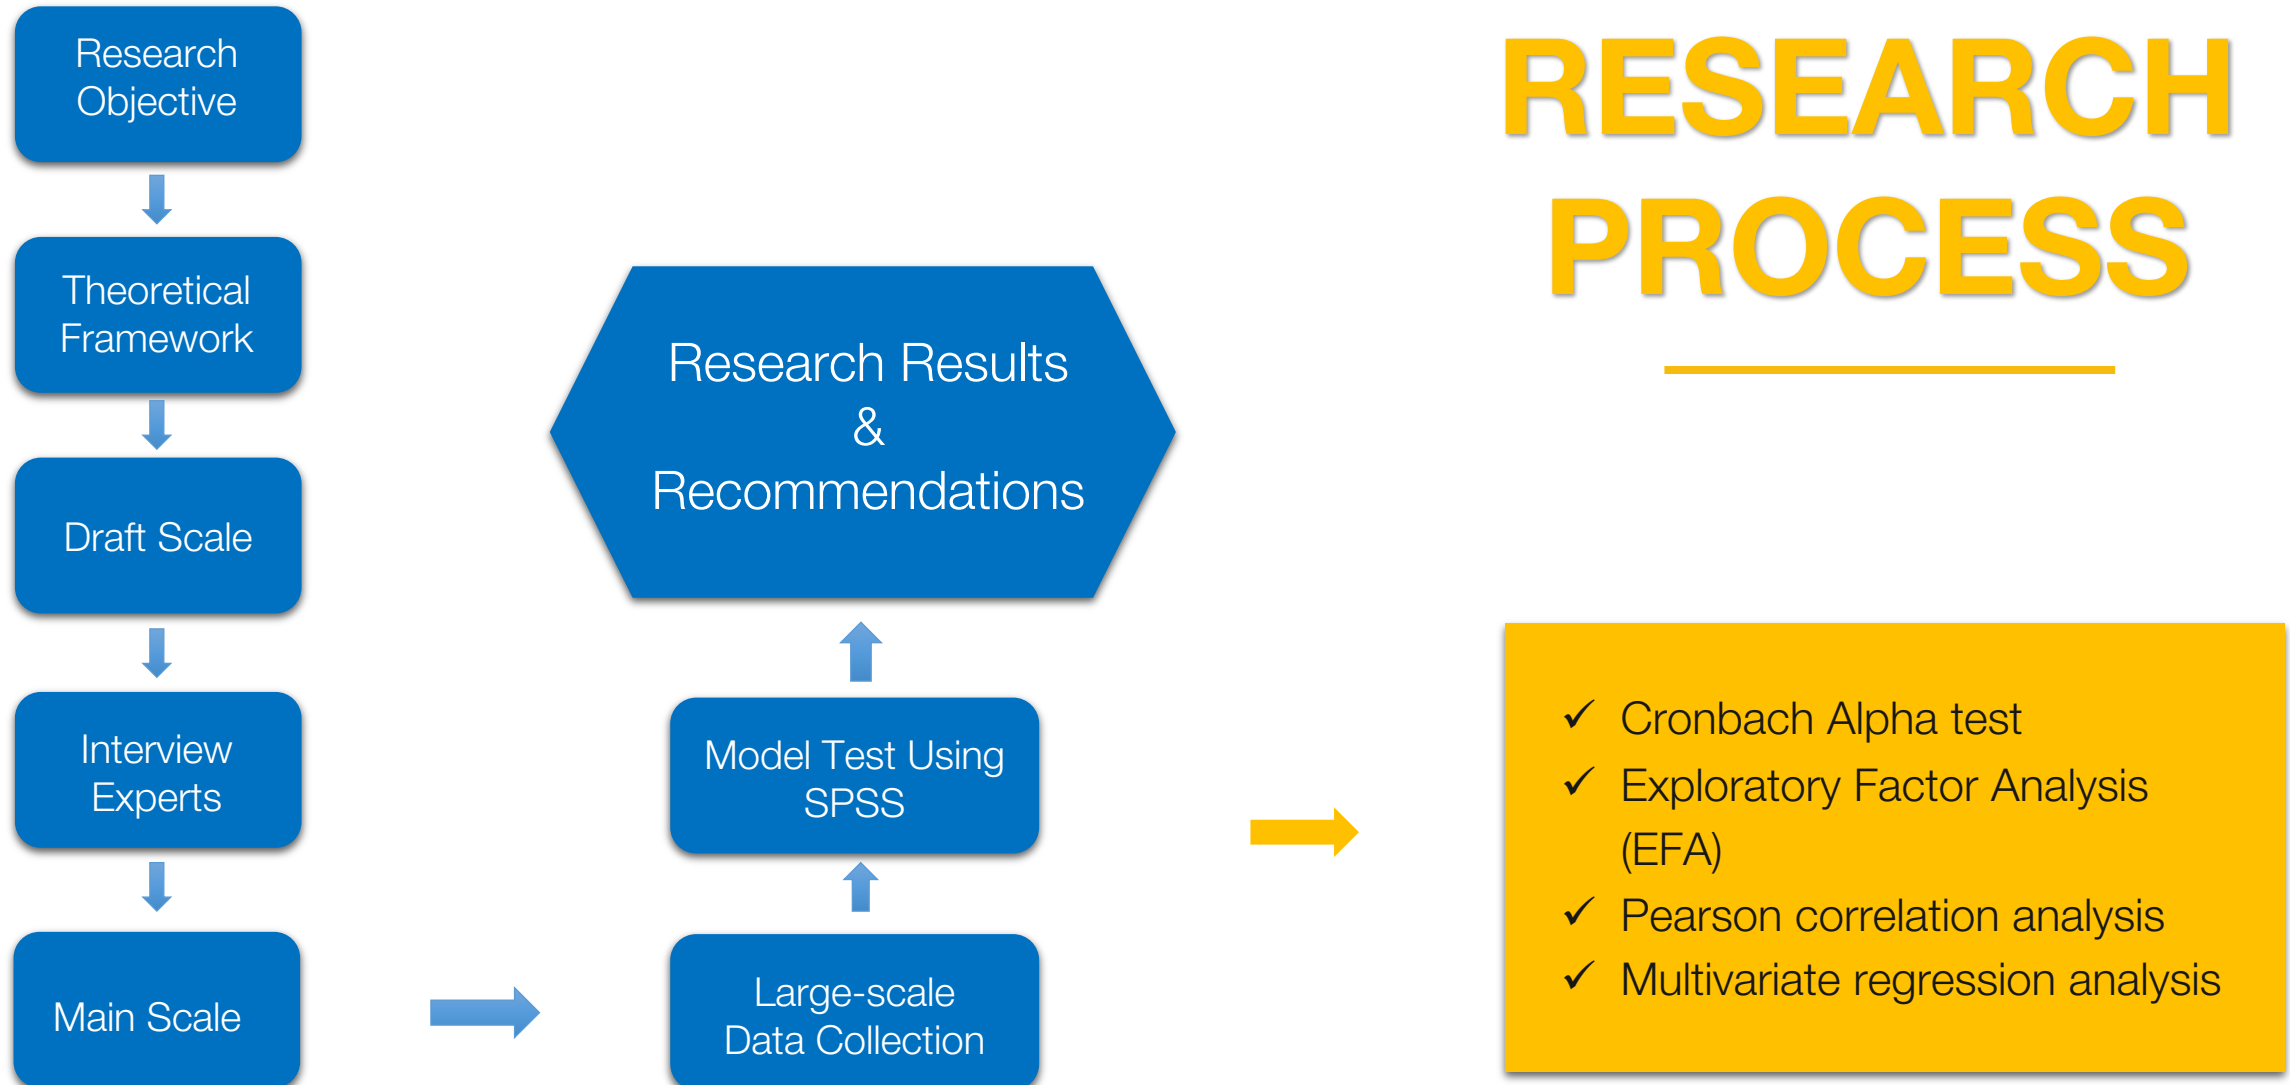 RESEARCH
PROCESS
Research
Objective
Theoretical
Framework
Draft Scale
Interview
Experts
Main Scale
Large-scale
Data Collection
Model Test Using
SPSS
Research Results
&
Recommendations
✓ Cronbach Alpha test
✓ Exploratory Factor Analysis
(EFA)
✓ Pearson correlation analysis
✓ Multivariate regression analysis